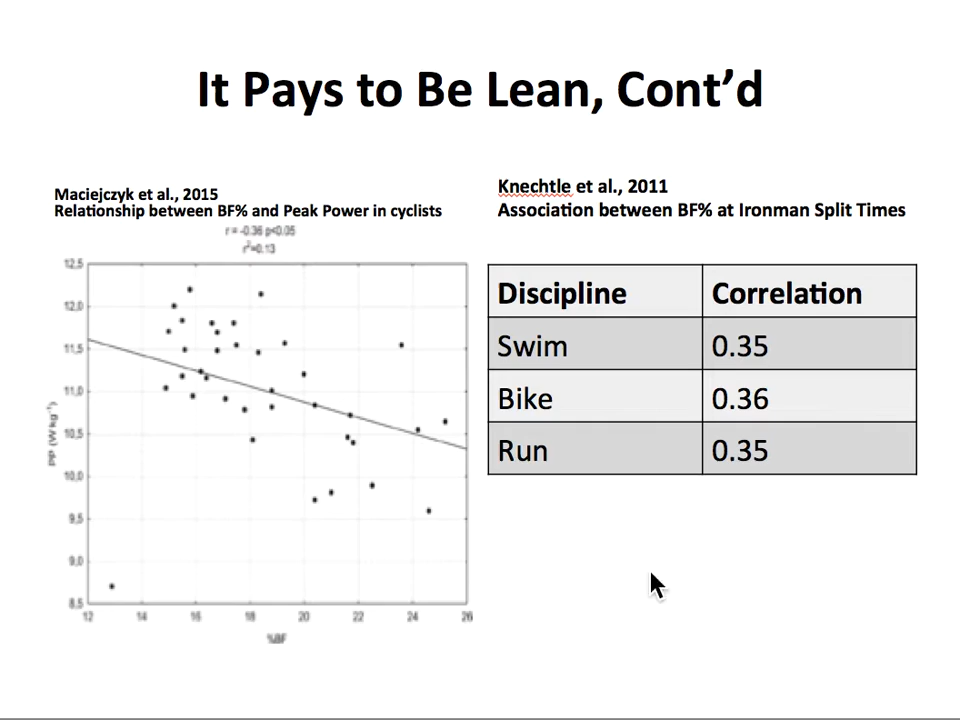 It Pays to Be Lean, Cont’d
Maciejczyk et al., 2015
Relationship between BF% and Peak Power in cyclists
r = -0.36 p<0.05
r²=0.13
12,5
12,0
11,5
11,0
10,5
10,0
9,5
9,0
8,5
PP (W kg⁻¹)
12 14 16 18 20 22 24 26
%BF
Knechtle et al., 2011
Association between BF% at Ironman Split Times
Discipline Correlation
Swim 0.35
Bike 0.36
Run 0.35